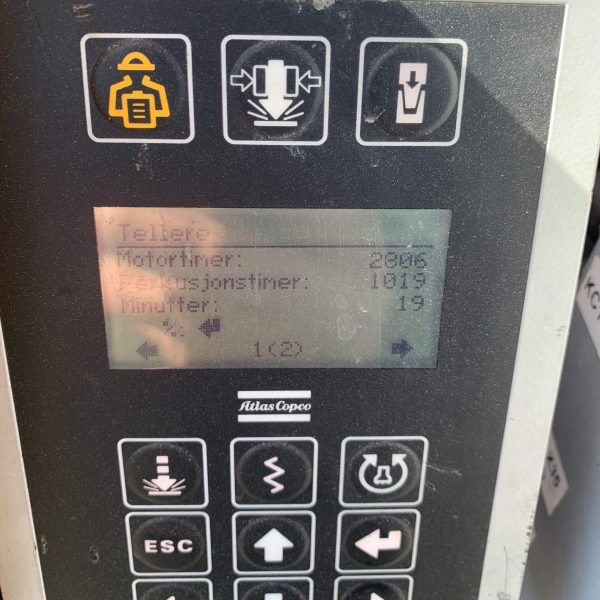 Tellere
Motortimer: 2806
Perkusjonstimer: 1019
Minutter: 19
%:
1(2)
Atlas Copco
ESC